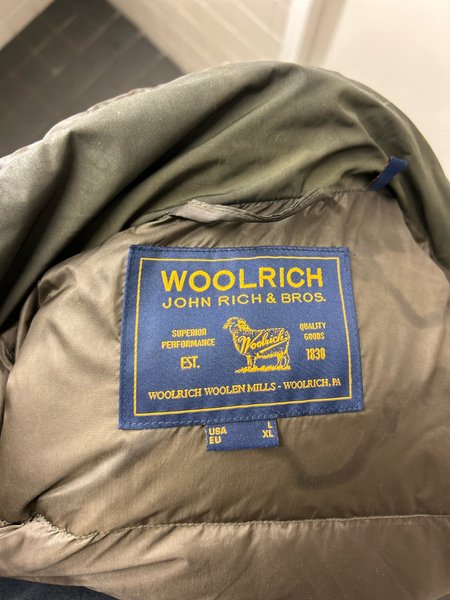 WOOLRICH
JOHN RICH & BROS.
SUPERIOR
PERFORMANCE
EST.
Woolrich
QUALITY
GOODS
1830
WOOLRICH WOOLEN MILLS - WOOLRICH, PA
USA L
EU XL